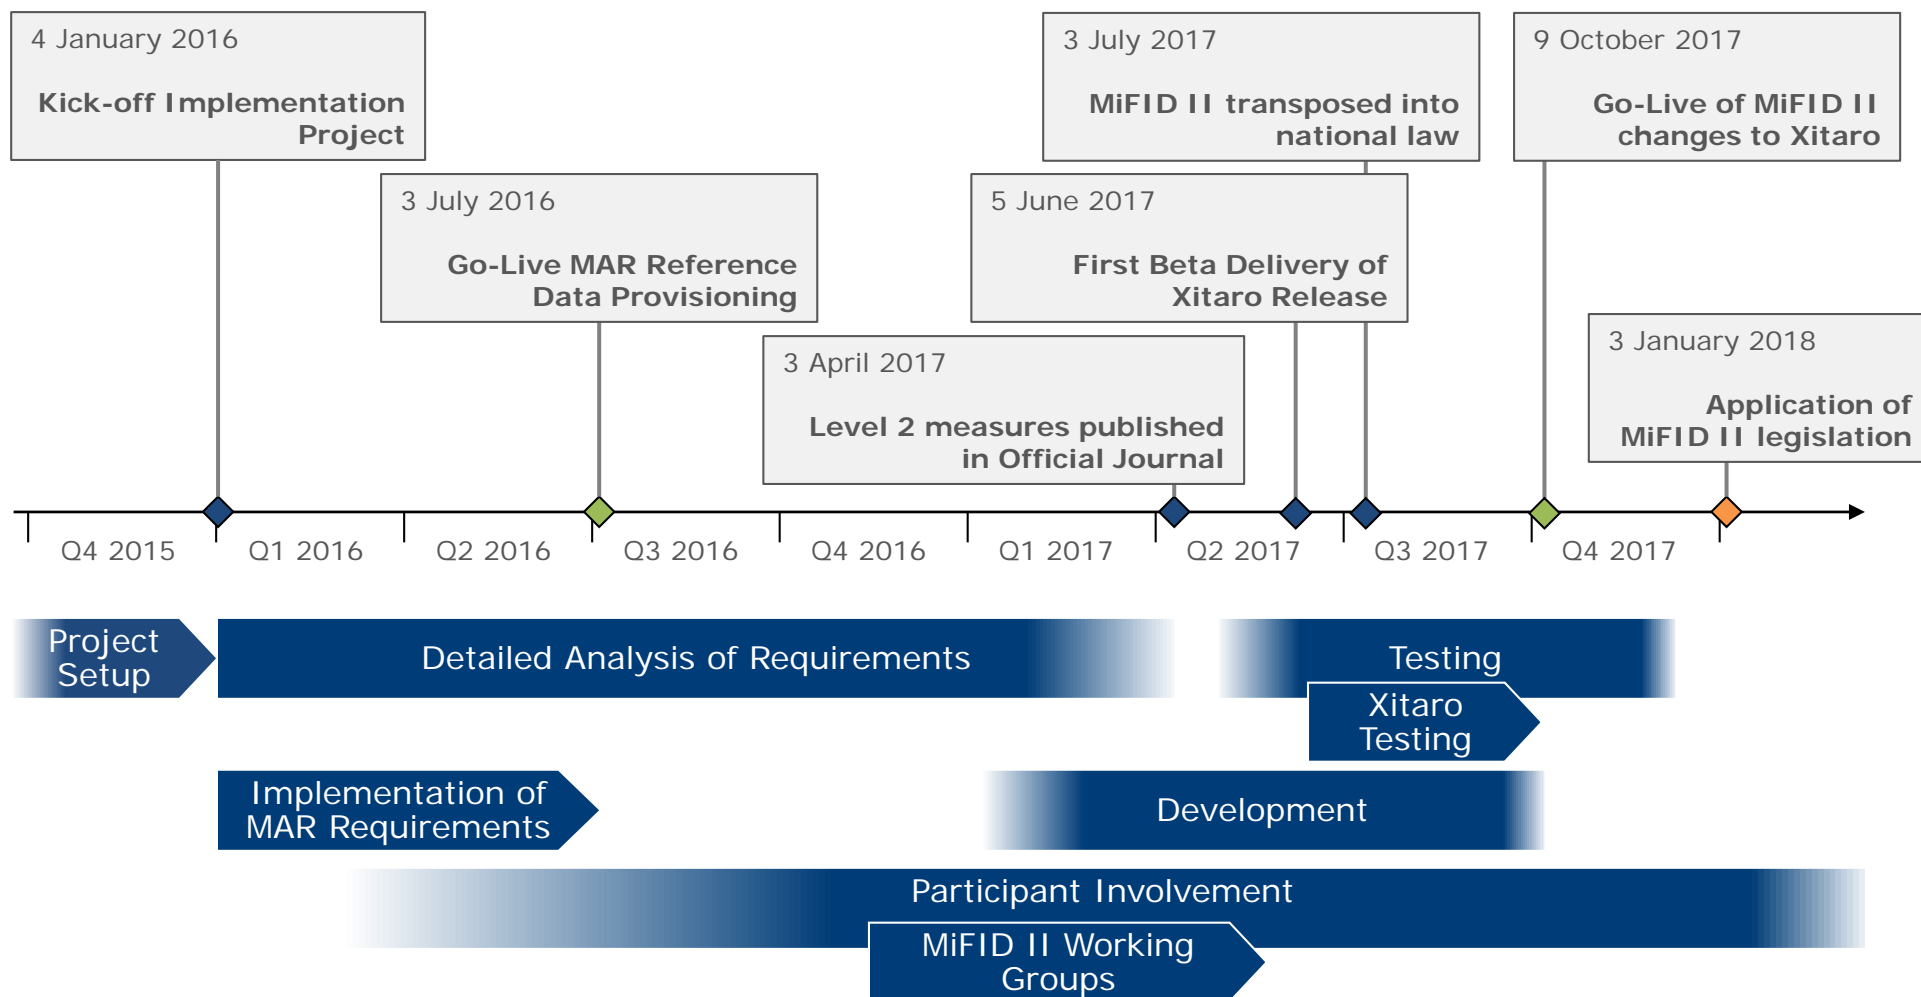 4 January 2016
Kick-off Implementation
Project
3 July 2016
Go-Live MAR Reference
Data Provisioning
3 April 2017
Level 2 measures published
in Official Journal
5 June 2017
First Beta Delivery of
Xitaro Release
3 July 2017
MiFID II transposed into
national law
9 October 2017
Go-Live of MiFID II
changes to Xitaro
3 January 2018
Application of
MiFID II legislation
Q4 2015
Q1 2016
Q2 2016
Q3 2016
Q4 2016
Q1 2017
Q2 2017
Q3 2017
Q4 2017
Project
Setup
Detailed Analysis of Requirements
Testing
Xitaro
Testing
Implementation of
MAR Requirements
Development
Participant Involvement
MiFID II Working
Groups